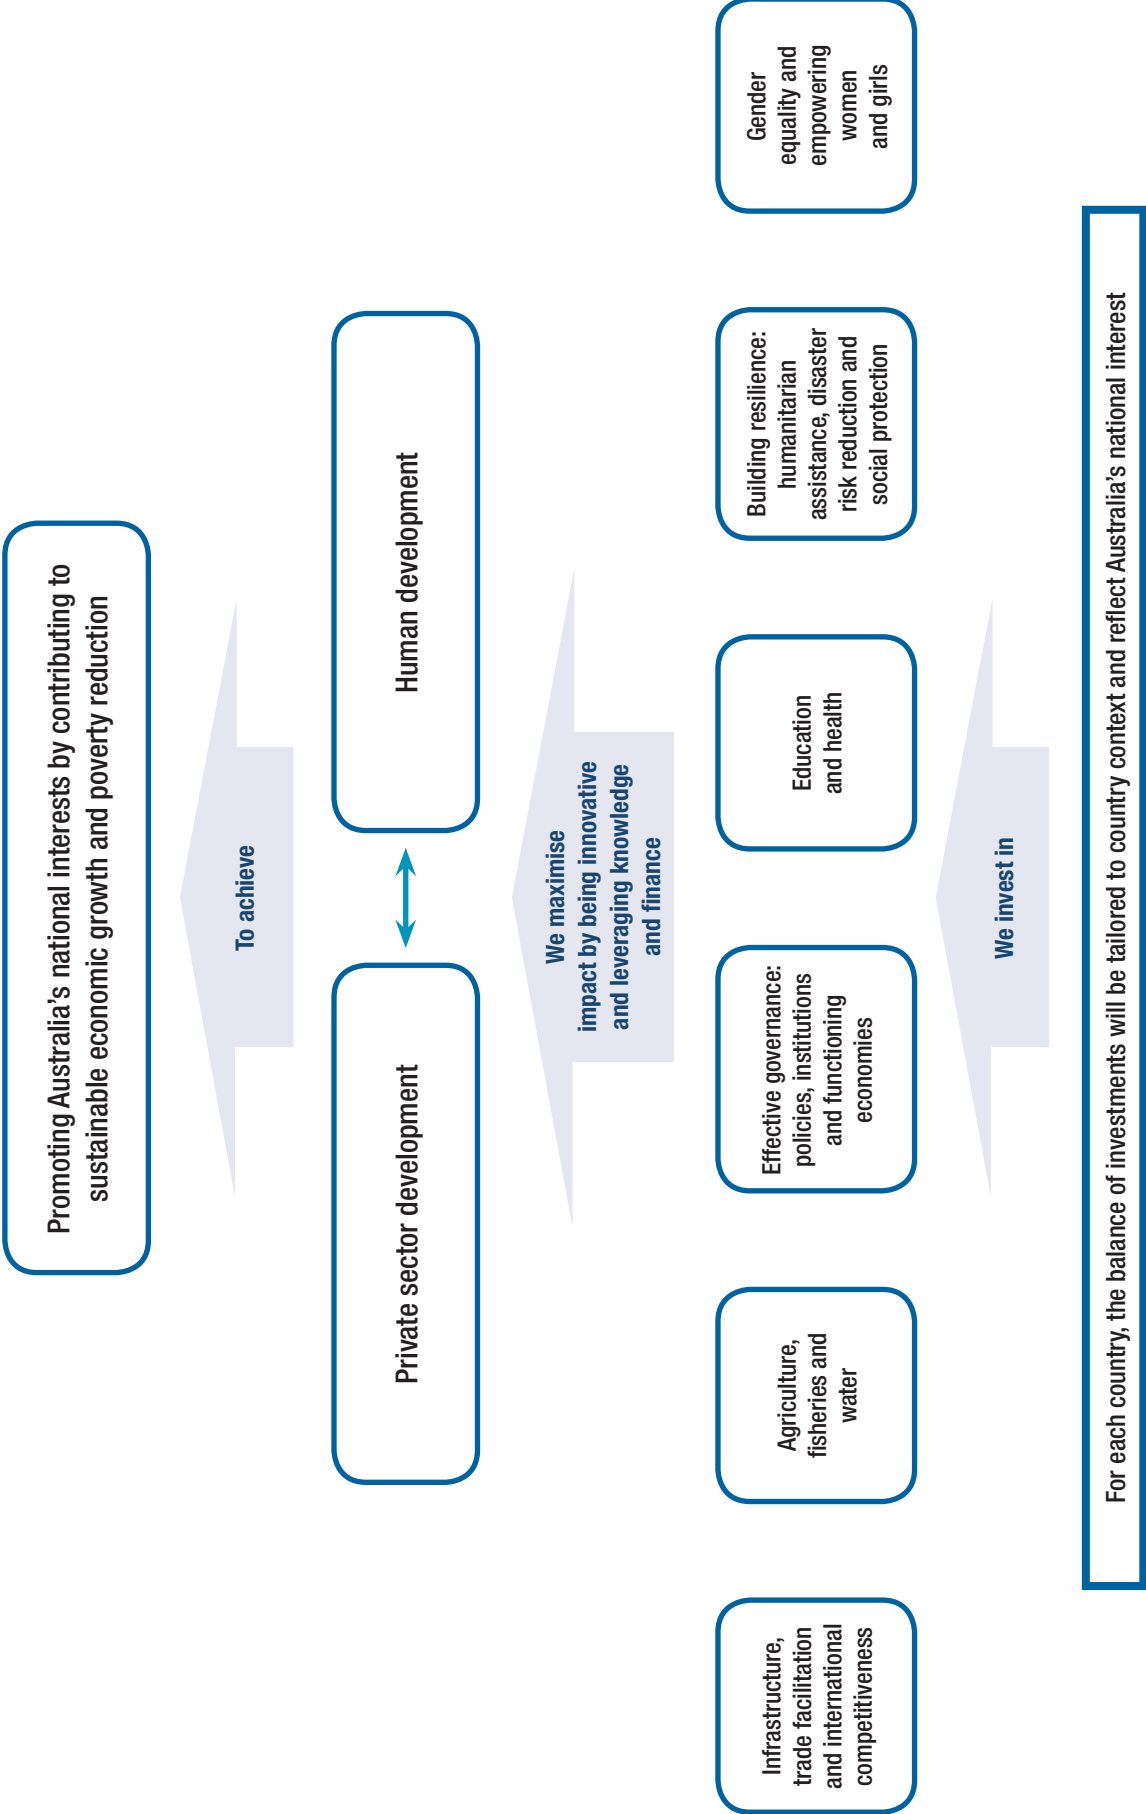 Promoting Australia’s national interests by contributing to
sustainable economic growth and poverty reduction
To achieve
Private sector development
Human development
We maximise
impact by being innovative
and leveraging knowledge
and finance
Infrastructure,
trade facilitation
and international
competitiveness
Agriculture,
fisheries and
water
Effective governance:
policies, institutions
and functioning
economies
Education
and health
Building resilience:
humanitarian
assistance, disaster
risk reduction and
social protection
Gender
equality and
empowering
women
and girls
We invest in
For each country, the balance of investments will be tailored to country context and reflect Australia’s national interest